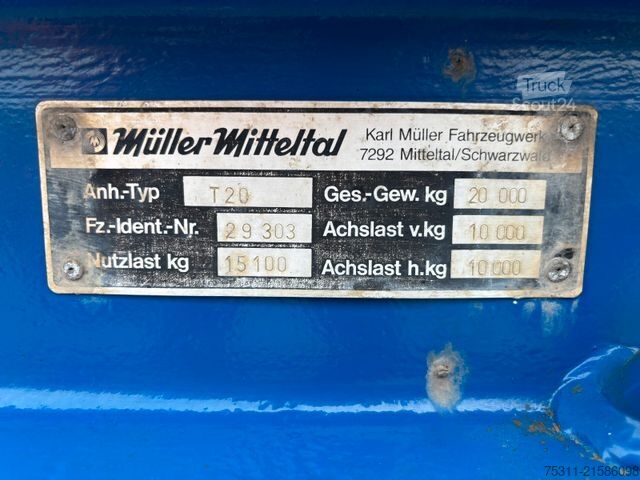 Truck
Scout24
Müller Mitteltal
Karl Müller Fahrzeugwerk
7292 Mitteltal/Schwarzwald
Anh.-Typ T20 Ges.-Gew. kg 20 000
Fz.-Ident.-Nr. 29 303 Achslast v.kg 10 000
Nutzlast kg 15100 Achslast h.kg 10 000
75311-21586098